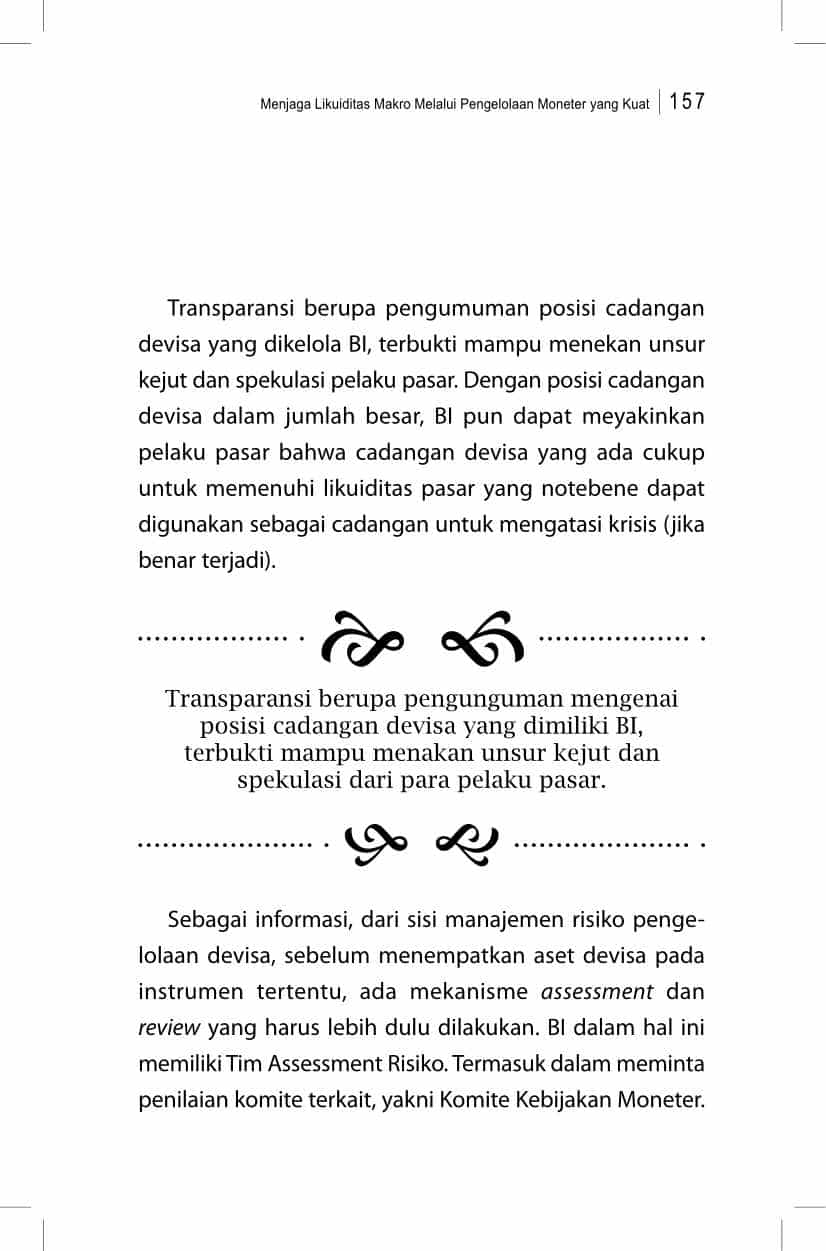 Menjaga Likuiditas Makro Melalui Pengelolaan Moneter yang Kuat 157
Transparansi berupa pengumuman posisi cadangan
devisa yang dikelola BI, terbukti mampu menekan unsur
kejut dan spekulasi pelaku pasar. Dengan posisi cadangan
devisa dalam jumlah besar, BI pun dapat meyakinkan
pelaku pasar bahwa cadangan devisa yang ada cukup
untuk memenuhi likuiditas pasar yang notebene dapat
digunakan sebagai cadangan untuk mengatasi krisis (jika
benar terjadi).
Transparansi berupa pengunguman mengenai
posisi cadangan devisa yang dimiliki BI,
terbukti mampu menakan unsur kejut dan
spekulasi dari para pelaku pasar.
Sebagai informasi, dari sisi manajemen risiko penge-
lolaan devisa, sebelum menempatkan aset devisa pada
instrumen tertentu, ada mekanisme assessment dan
review yang harus lebih dulu dilakukan. BI dalam hal ini
memiliki Tim Assessment Risiko. Termasuk dalam meminta
penilaian komite terkait, yakni Komite Kebijakan Moneter.